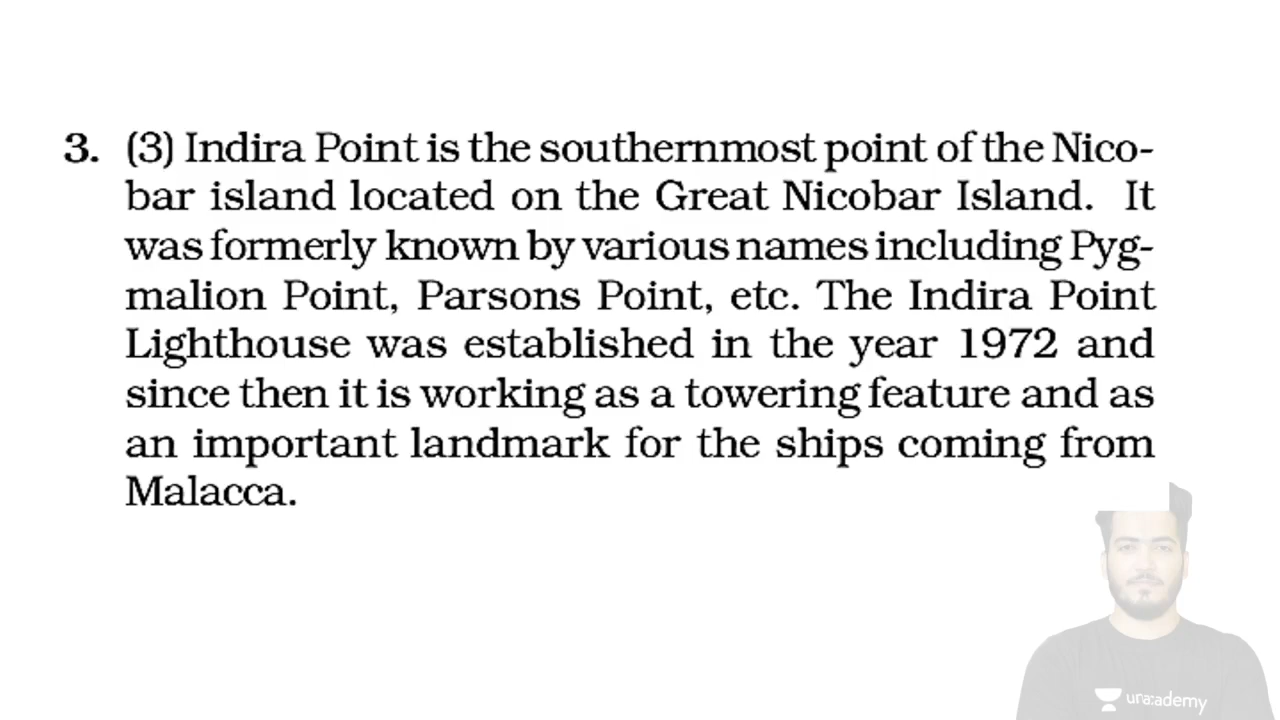 3. (3) Indira Point is the southernmost point of the Nico-
bar island located on the Great Nicobar Island. It
was formerly known by various names including Pyg-
malion Point, Parsons Point, etc. The Indira Point
Lighthouse was established in the year 1972 and
since then it is working as a towering feature and as
an important landmark for the ships coming from
Malacca.
unacademy